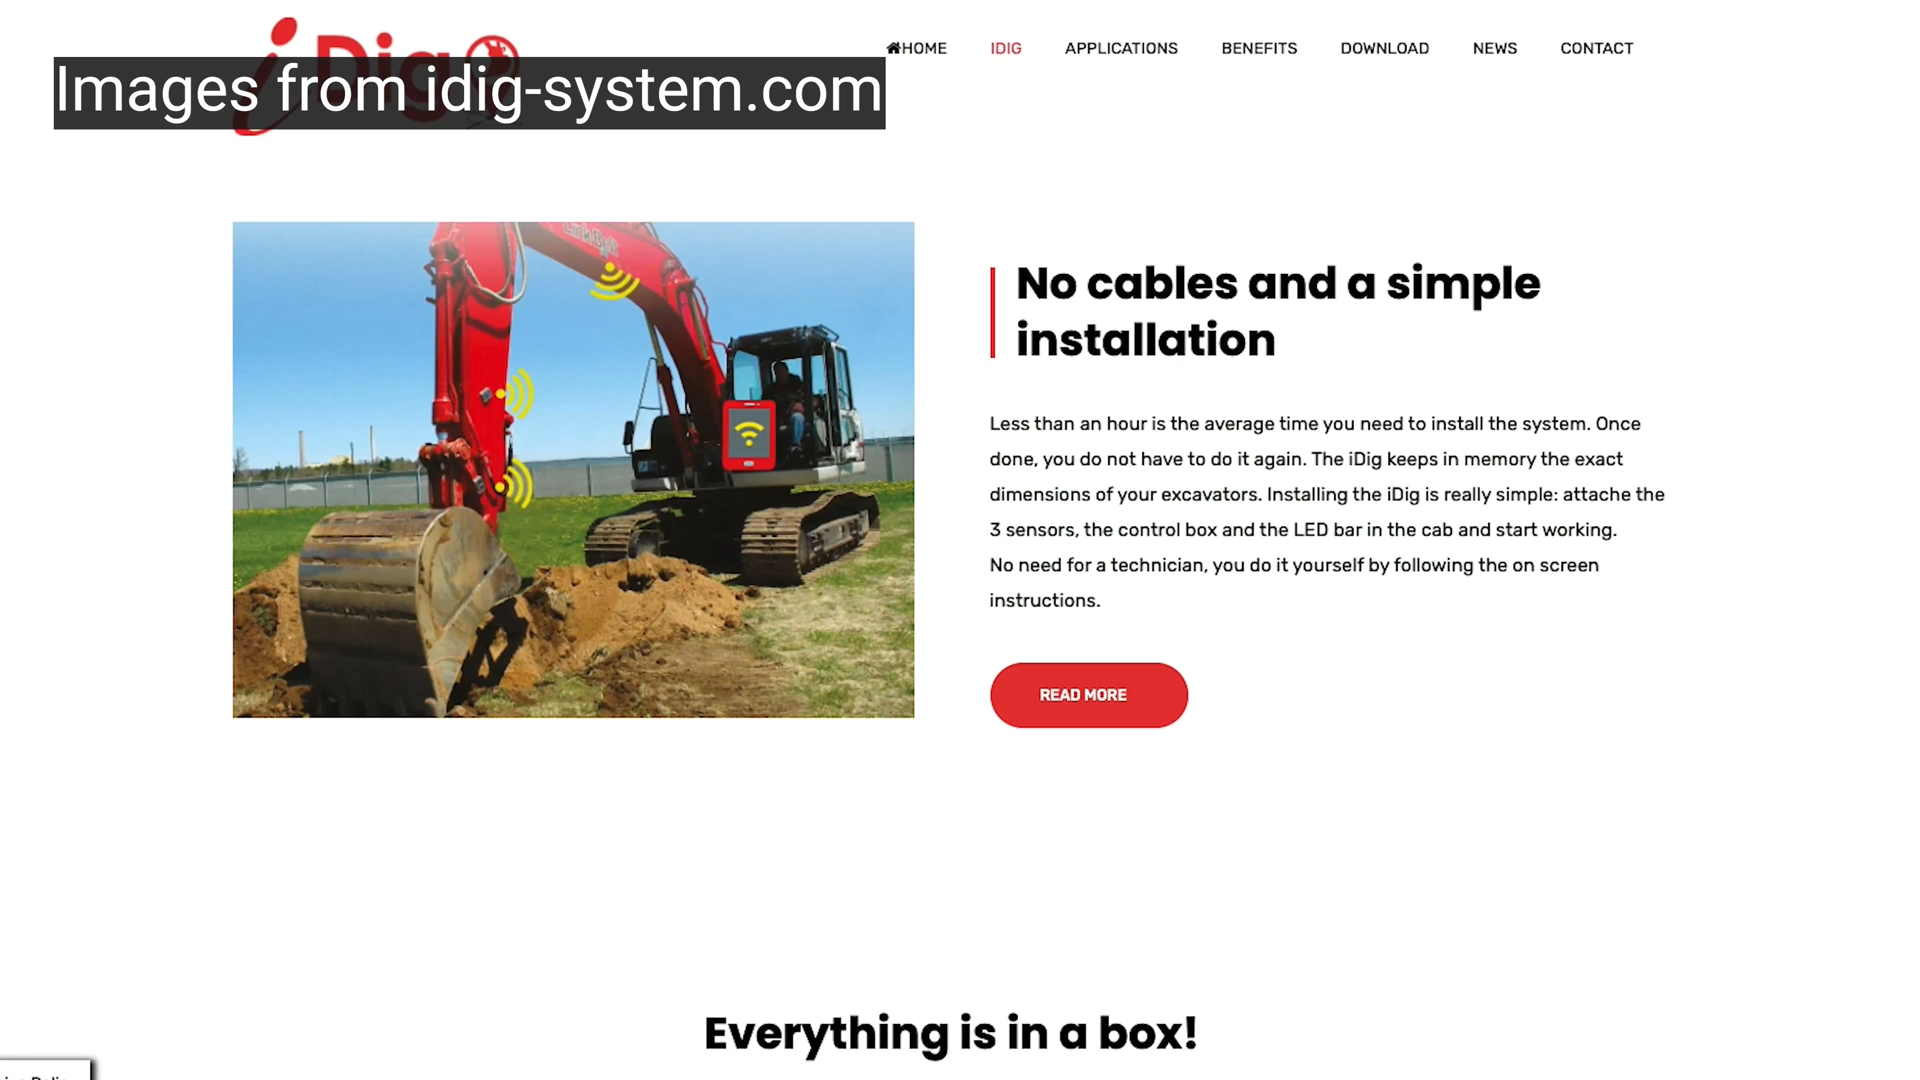 iDig
HOME IDIG APPLICATIONS BENEFITS DOWNLOAD NEWS CONTACT
Images from idig-system.com
Link-Belt
No cables and a simple
installation
Less than an hour is the average time you need to install the system. Once
done, you do not have to do it again. The iDig keeps in memory the exact
dimensions of your excavators. Installing the iDig is really simple: attache the
3 sensors, the control box and the LED bar in the cab and start working.
No need for a technician, you do it yourself by following the on screen
instructions.
READ MORE
Everything is in a box!